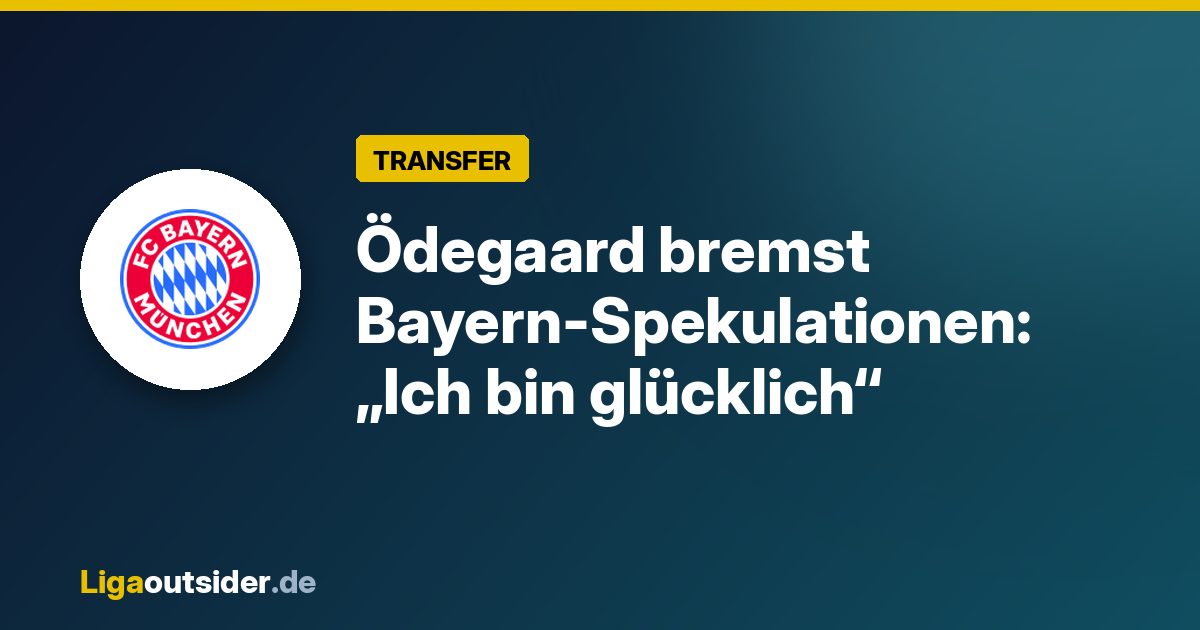 FC BAYERN
MÜNCHEN
TRANSFER
Ödegaard bremst
Bayern-Spekulationen:
„Ich bin glücklich“
Ligaoutsider.de